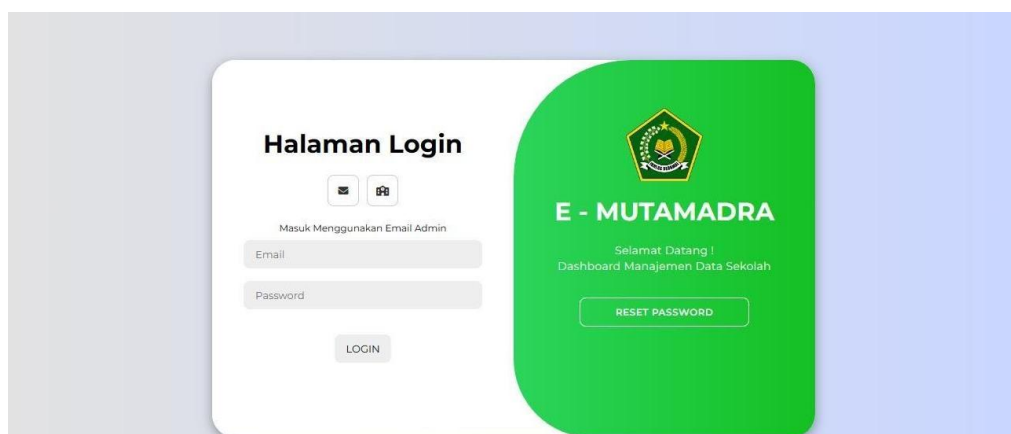 Halaman Login
Masuk Menggunakan Email Admin
Email
Password
LOGIN
E - MUTAMADRA
Selamat Datang !
Dashboard Manajemen Data Sekolah
RESET PASSWORD